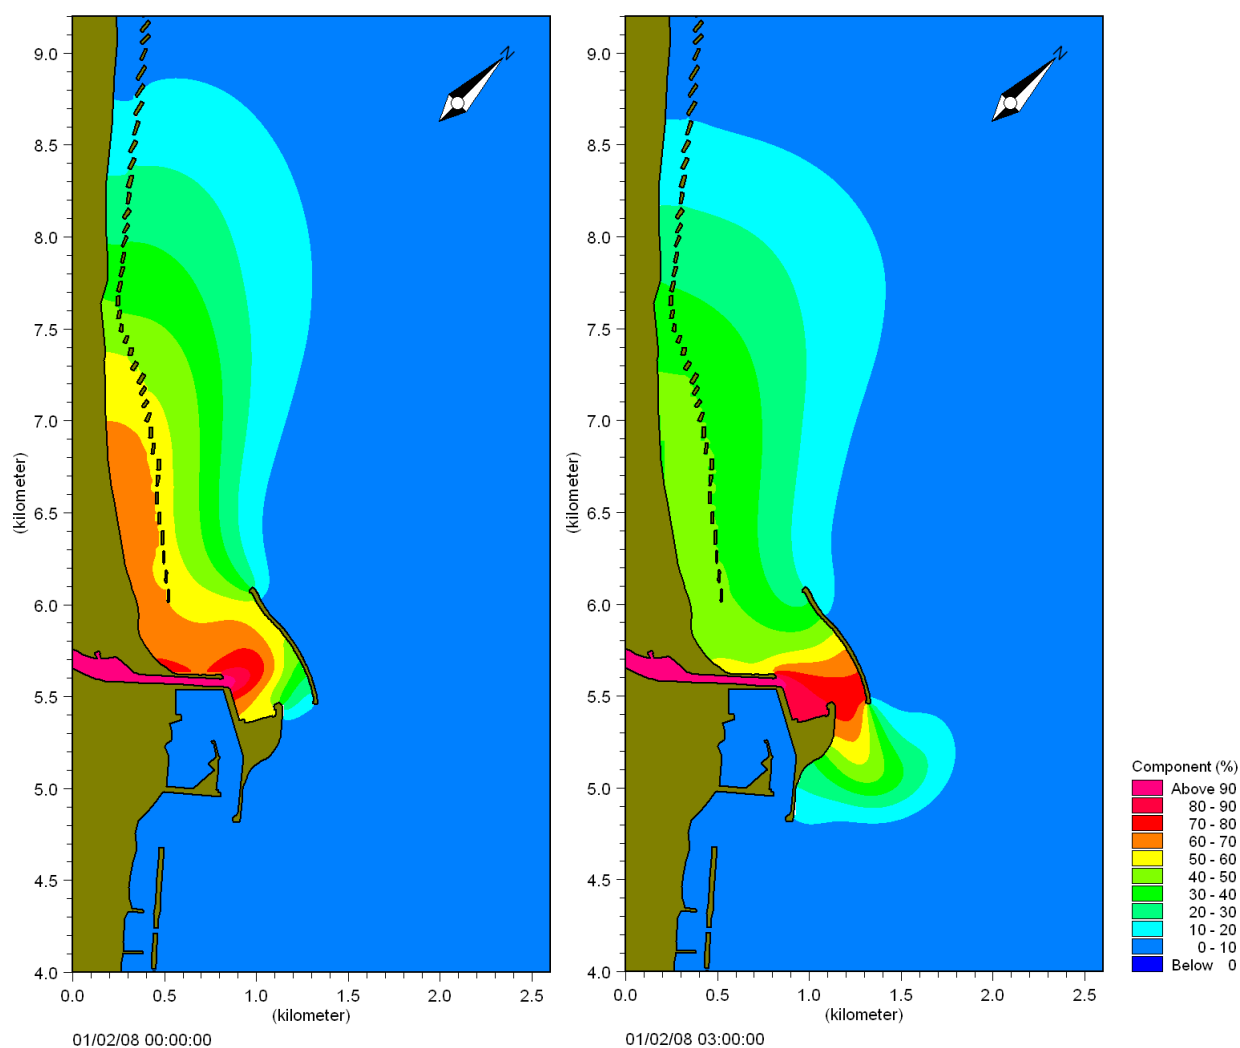 N
N
9.0
8.5
8.0
7.5
7.0
6.5
6.0
5.5
5.0
4.5
4.0
(kilometer)
0.0 0.5 1.0 1.5 2.0 2.5
(kilometer)
01/02/08 00:00:00
9.0
8.5
8.0
7.5
7.0
6.5
6.0
5.5
5.0
4.5
4.0
(kilometer)
0.0 0.5 1.0 1.5 2.0 2.5
(kilometer)
01/02/08 03:00:00
Component (%)
Above 90
80 - 90
70 - 80
60 - 70
50 - 60
40 - 50
30 - 40
20 - 30
10 - 20
0 - 10
Below 0